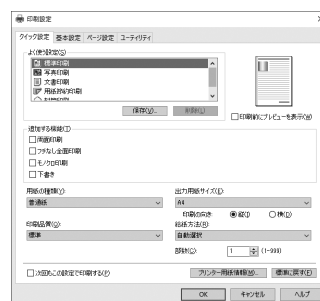 印刷設定
クイック設定 基本設定 ページ設定 ユーティリティ
よく使う設定(S)
標準印刷
写真印刷
文書印刷
用紙節約印刷
保存(V)... 削除(L)
印刷前にプレビューを表示(W)
追加する機能(T)
両面印刷
フチなし全面印刷
モノクロ印刷
下書き
用紙の種類(Y): 出力用紙サイズ(Z):
普通紙 A4
印刷の向き: 縦(I) 横(D)
印刷品質(Q): 給紙方法(R):
標準 自動選択
部数(C): 1 (1-999)
次回もこの設定で印刷する(P)
プリンター用紙情報(M)... 標準に戻す(F)
OK キャンセル ヘルプ